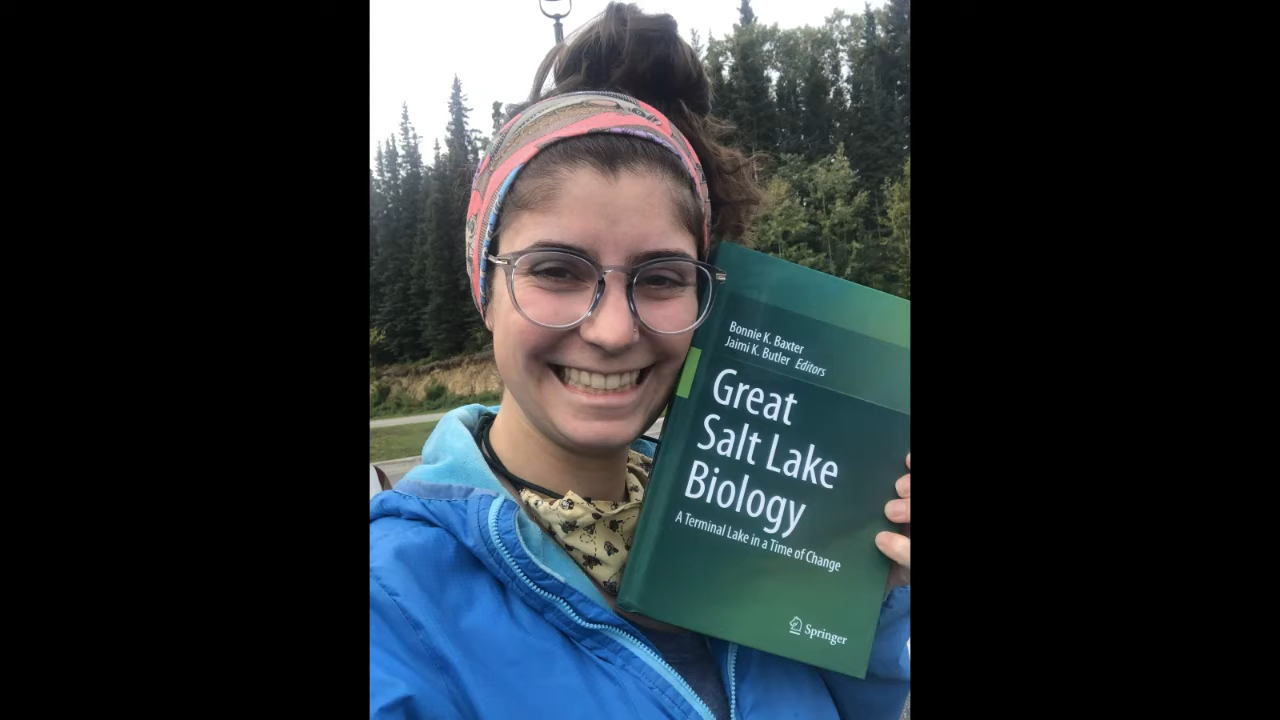 Bonnie K. Baxter
Jaimi K. Butler Editors
Great
Salt Lake
Biology
A Terminal Lake in a Time of Change
Springer